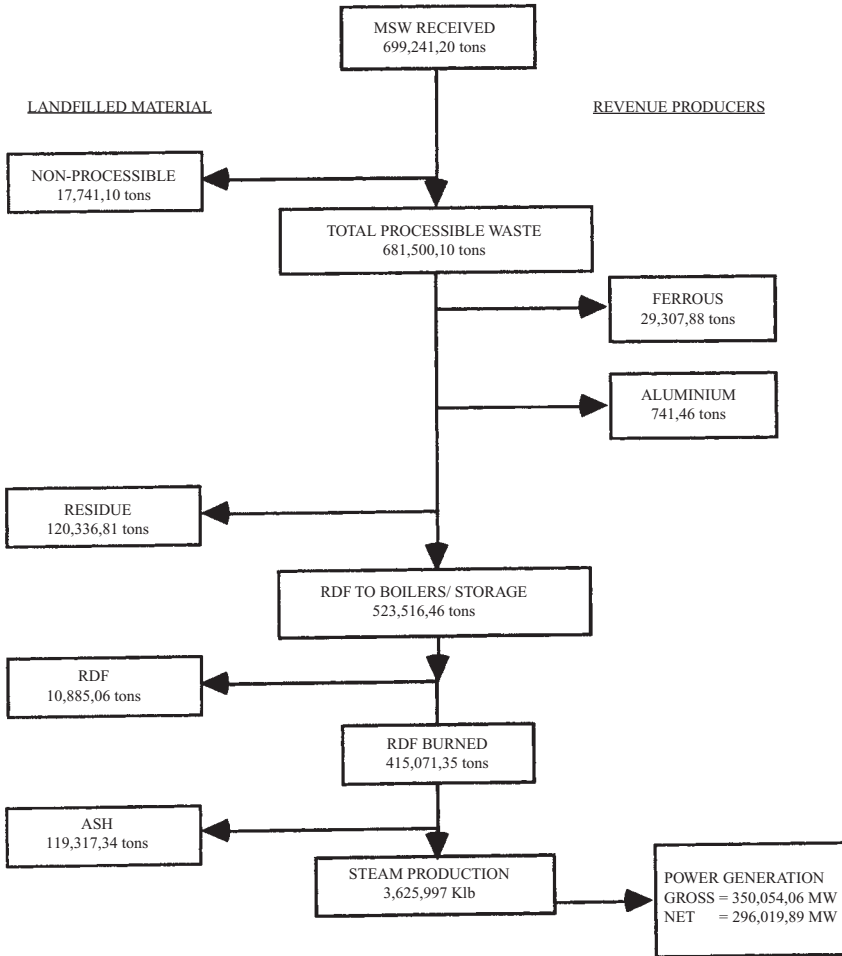 MSW RECEIVED
699,241,20 tons
LANDFILLED MATERIAL
REVENUE PRODUCERS
NON-PROCESSIBLE
17,741,10 tons
TOTAL PROCESSIBLE WASTE
681,500,10 tons
FERROUS
29,307,88 tons
ALUMINIUM
741,46 tons
RESIDUE
120,336,81 tons
RDF TO BOILERS/ STORAGE
523,516,46 tons
RDF
10,885,06 tons
RDF BURNED
415,071,35 tons
ASH
119,317,34 tons
STEAM PRODUCTION
3,625,997 Klb
POWER GENERATION
GROSS = 350,054,06 MW
NET = 296,019,89 MW